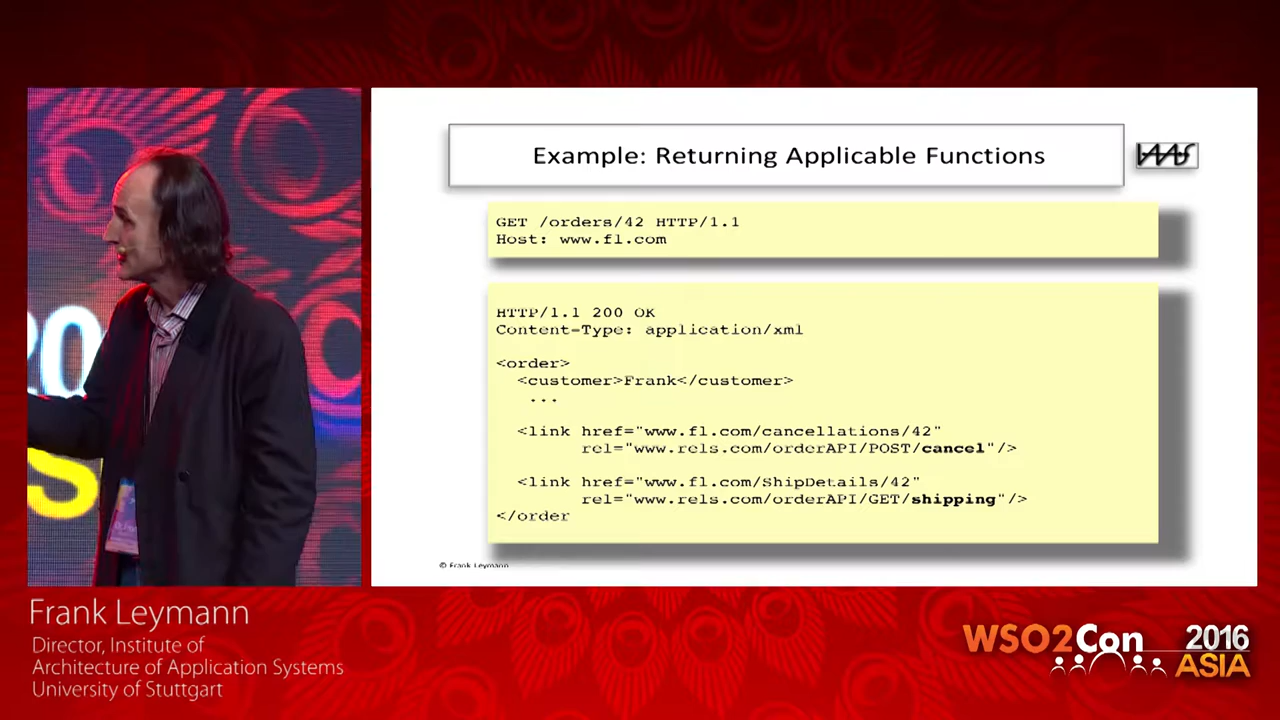 Example: Returning Applicable Functions
IAAS
GET /orders/42 HTTP/1.1
Host: www.fl.com
HTTP/1.1 200 OK
Content-Type: application/xml
<order>
<customer>Frank</customer>
...
<link href="www.fl.com/cancellations/42"
rel="www.rels.com/orderAPI/POST/cancel"/>
<link href="www.fl.com/ShipDetails/42"
rel="www.rels.com/orderAPI/GET/shipping"/>
</order
© Frank Leymann
20
S
Frank Leymann
Director, Institute of
Architecture of Application Systems
University of Stuttgart
WSO2Con 2016
ASIA